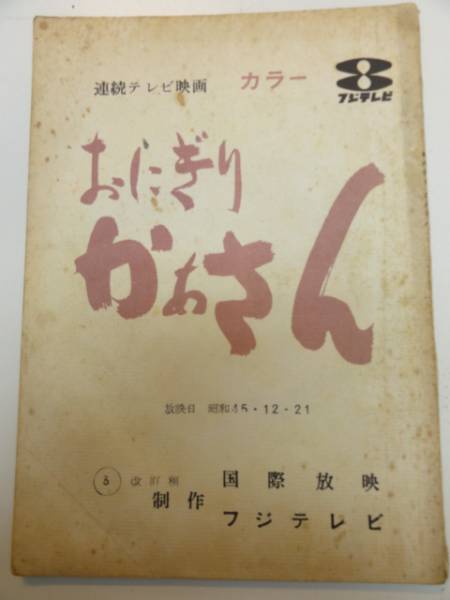 連続テレビ映画 カラー
フジテレビ
おにぎり
かあさん
放映日 昭和45・12・21
改訂稿 国際放映
制作 フジテレビ